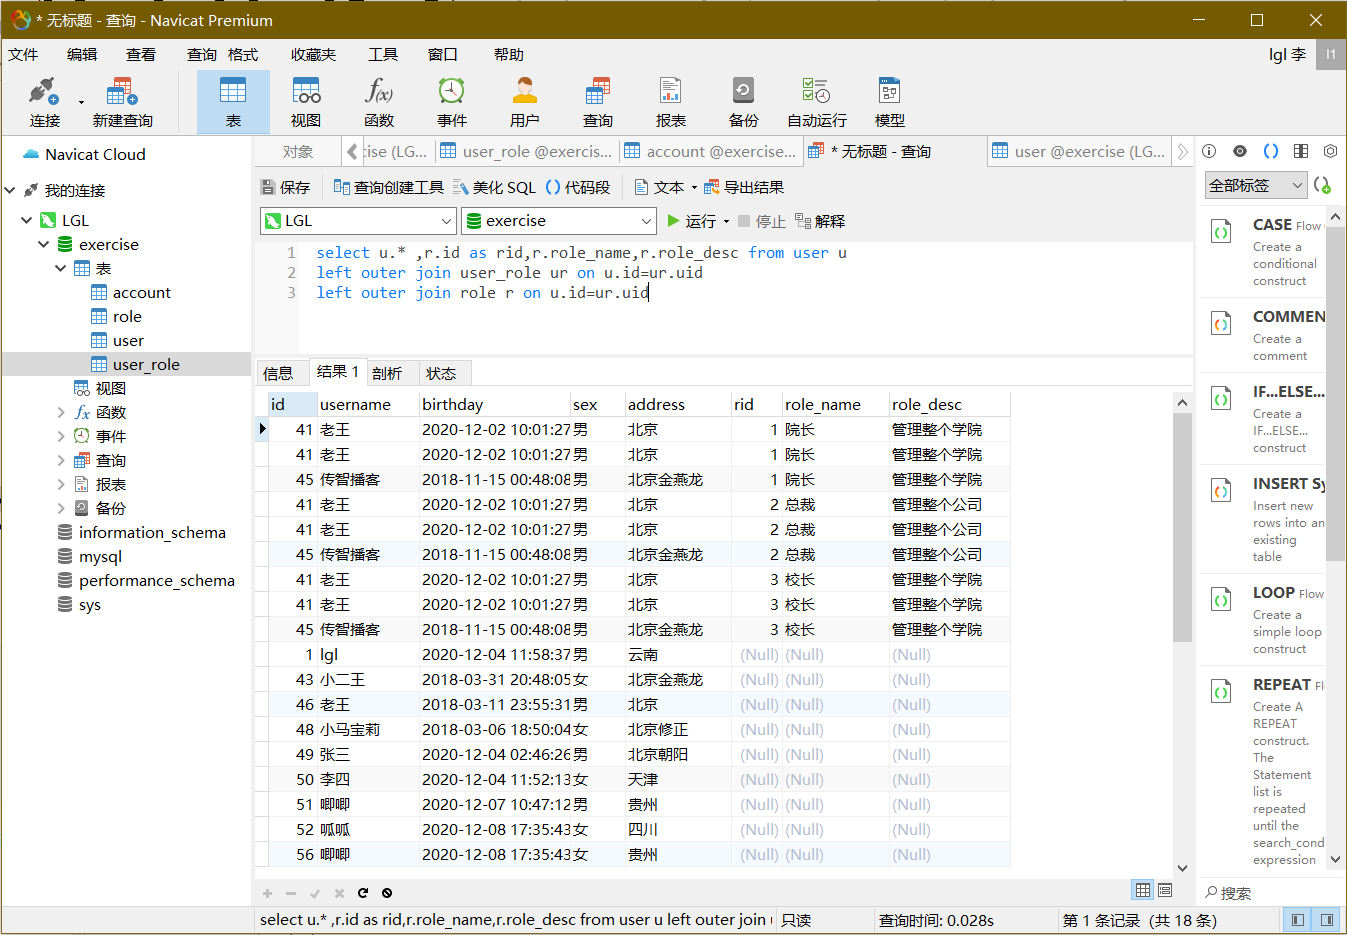 * 无标题 - 查询 - Navicat Premium
文件 编辑 查看 查询 格式 收藏夹 工具 窗口 帮助 lgl 李 l1
连接 新建查询 表 视图 函数 事件 用户 查询 报表 备份 自动运行 模型
Navicat Cloud
我的连接
LGL
exercise
表
account
role
user
user_role
视图
函数
事件
查询
报表
备份
information_schema
mysql
performance_schema
sys
对象 cise (LG... user_role @exercis... account @exercise... * 无标题 - 查询 user @exercise (LG...
保存 查询创建工具 美化 SQL 代码段 文本 导出结果
LGL exercise 运行 停止 解释
1 select u.* ,r.id as rid,r.role_name,r.role_desc from user u
2 left outer join user_role ur on u.id=ur.uid
3 left outer join role r on u.id=ur.uid
信息 结果 1 剖析 状态
id username birthday sex address rid role_name role_desc
41 老王 2020-12-02 10:01:27 男 北京 1 院长 管理整个学院
41 老王 2020-12-02 10:01:27 男 北京 1 院长 管理整个学院
45 传智播客 2018-11-15 00:48:08 男 北京金燕龙 1 院长 管理整个学院
41 老王 2020-12-02 10:01:27 男 北京 2 总裁 管理整个公司
41 老王 2020-12-02 10:01:27 男 北京 2 总裁 管理整个公司
45 传智播客 2018-11-15 00:48:08 男 北京金燕龙 2 总裁 管理整个公司
41 老王 2020-12-02 10:01:27 男 北京 3 校长 管理整个学院
41 老王 2020-12-02 10:01:27 男 北京 3 校长 管理整个学院
45 传智播客 2018-11-15 00:48:08 男 北京金燕龙 3 校长 管理整个学院
1 lgl 2020-12-04 11:58:37 男 云南 (Null) (Null) (Null)
43 小二王 2018-03-31 20:48:05 女 北京金燕龙 (Null) (Null) (Null)
46 老王 2018-03-11 23:55:31 男 北京 (Null) (Null) (Null)
48 小马宝莉 2018-03-06 18:50:04 女 北京修正 (Null) (Null) (Null)
49 张三 2020-12-04 02:46:26 男 北京朝阳 (Null) (Null) (Null)
50 李四 2020-12-04 11:52:13 女 天津 (Null) (Null) (Null)
51 唧唧 2020-12-07 10:47:12 男 贵州 (Null) (Null) (Null)
52 呱呱 2020-12-08 17:35:43 女 四川 (Null) (Null) (Null)
56 唧唧 2020-12-08 17:35:43 女 贵州 (Null) (Null) (Null)
全部标签
CASE Flow
Create a
conditional
construct
COMMEN
Create a
comment
IF...ELSE...
Create a
IF...ELSE...
construct
INSERT Sy
Insert new
rows into an
existing
table
LOOP Flow
Create a
simple loop
construct
REPEAT Fl
Create A
REPEAT
construct.
The
Statement
list is
repeated
until the
search_cond
expression
搜索
select u.* ,r.id as rid,r.role_name,r.role_desc from user u left outer join 只读 查询时间: 0.028s 第 1 条记录 (共 18 条)